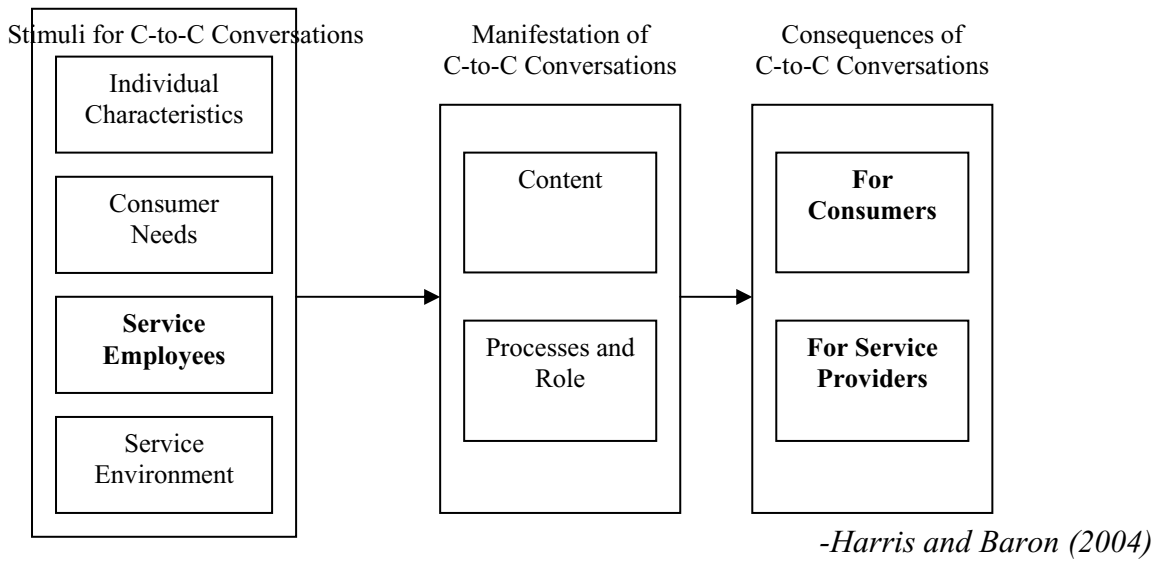 Stimuli for C-to-C Conversations
Individual
Characteristics
Consumer
Needs
Service
Employees
Service
Environment
Manifestation of
C-to-C Conversations
Content
Processes and
Role
Consequences of
C-to-C Conversations
For
Consumers
For Service
Providers
-Harris and Baron (2004)